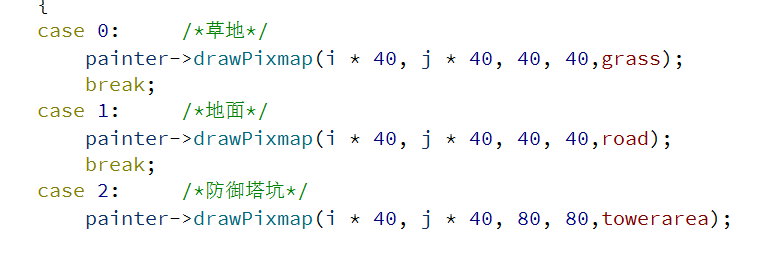 {
case 0:     /*草地*/
    painter->drawPixmap(i * 40, j * 40, 40, 40,grass);
    break;
case 1:     /*地面*/
    painter->drawPixmap(i * 40, j * 40, 40, 40,road);
    break;
case 2:     /*防御塔坑*/
    painter->drawPixmap(i * 40, j * 40, 80, 80,towerarea);